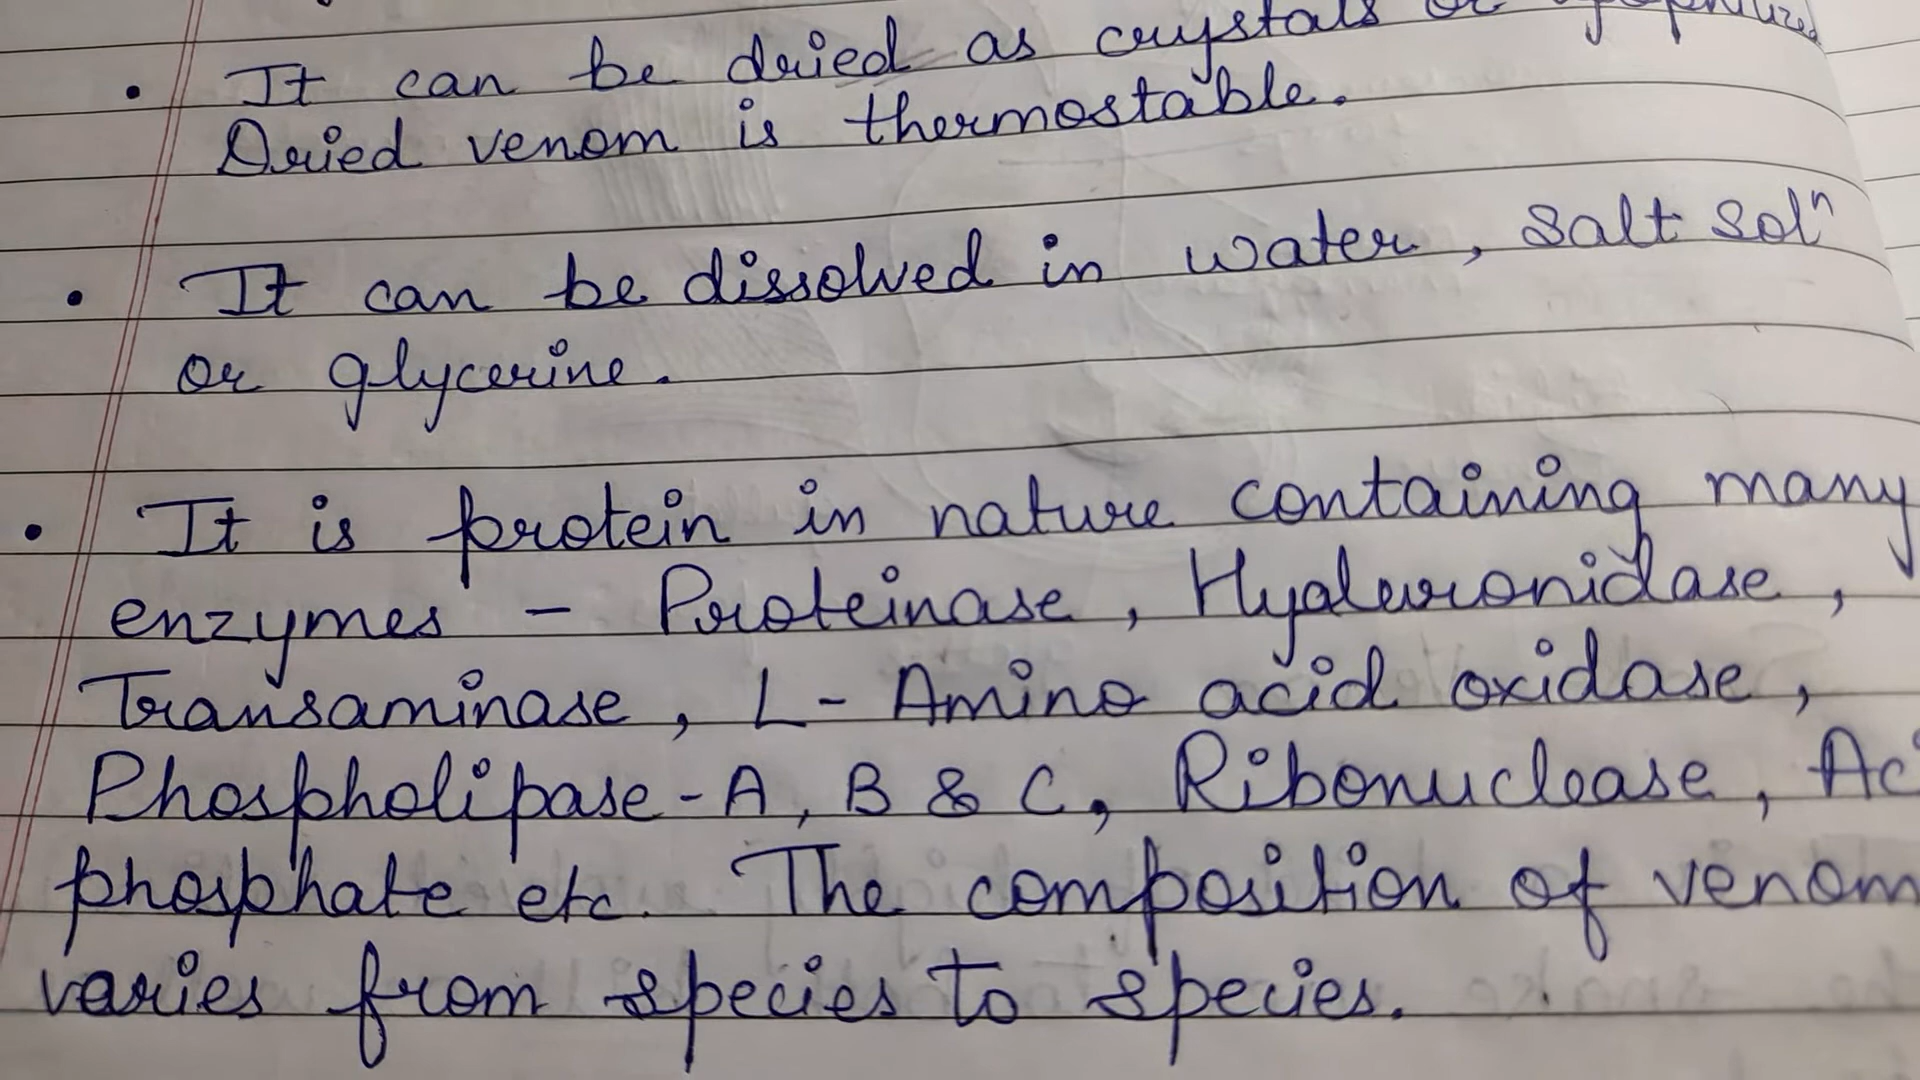 • It can be dried as crystals or lyophilized
Dried venom is thermostable.
• It can be dissolved in water, salt solⁿ
or glycerine.
• It is protein in nature containing many
enzymes - Proteinase, Hyaluronidase,
Transaminase, L-Amino acid oxidase,
Phospholipase-A, B & C, Ribonuclease,
phosphate etc. The composition of venom
varies from species to species.